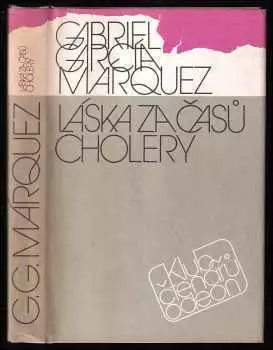 GABRIEL
GARCÍA
MÁRQUEZ
LÁSKA ZA ČASŮ
CHOLERY
klub
čtenářů
odeon
G. G. MÁRQUEZ
LÁSKA ZA ČASŮ
CHOLERY